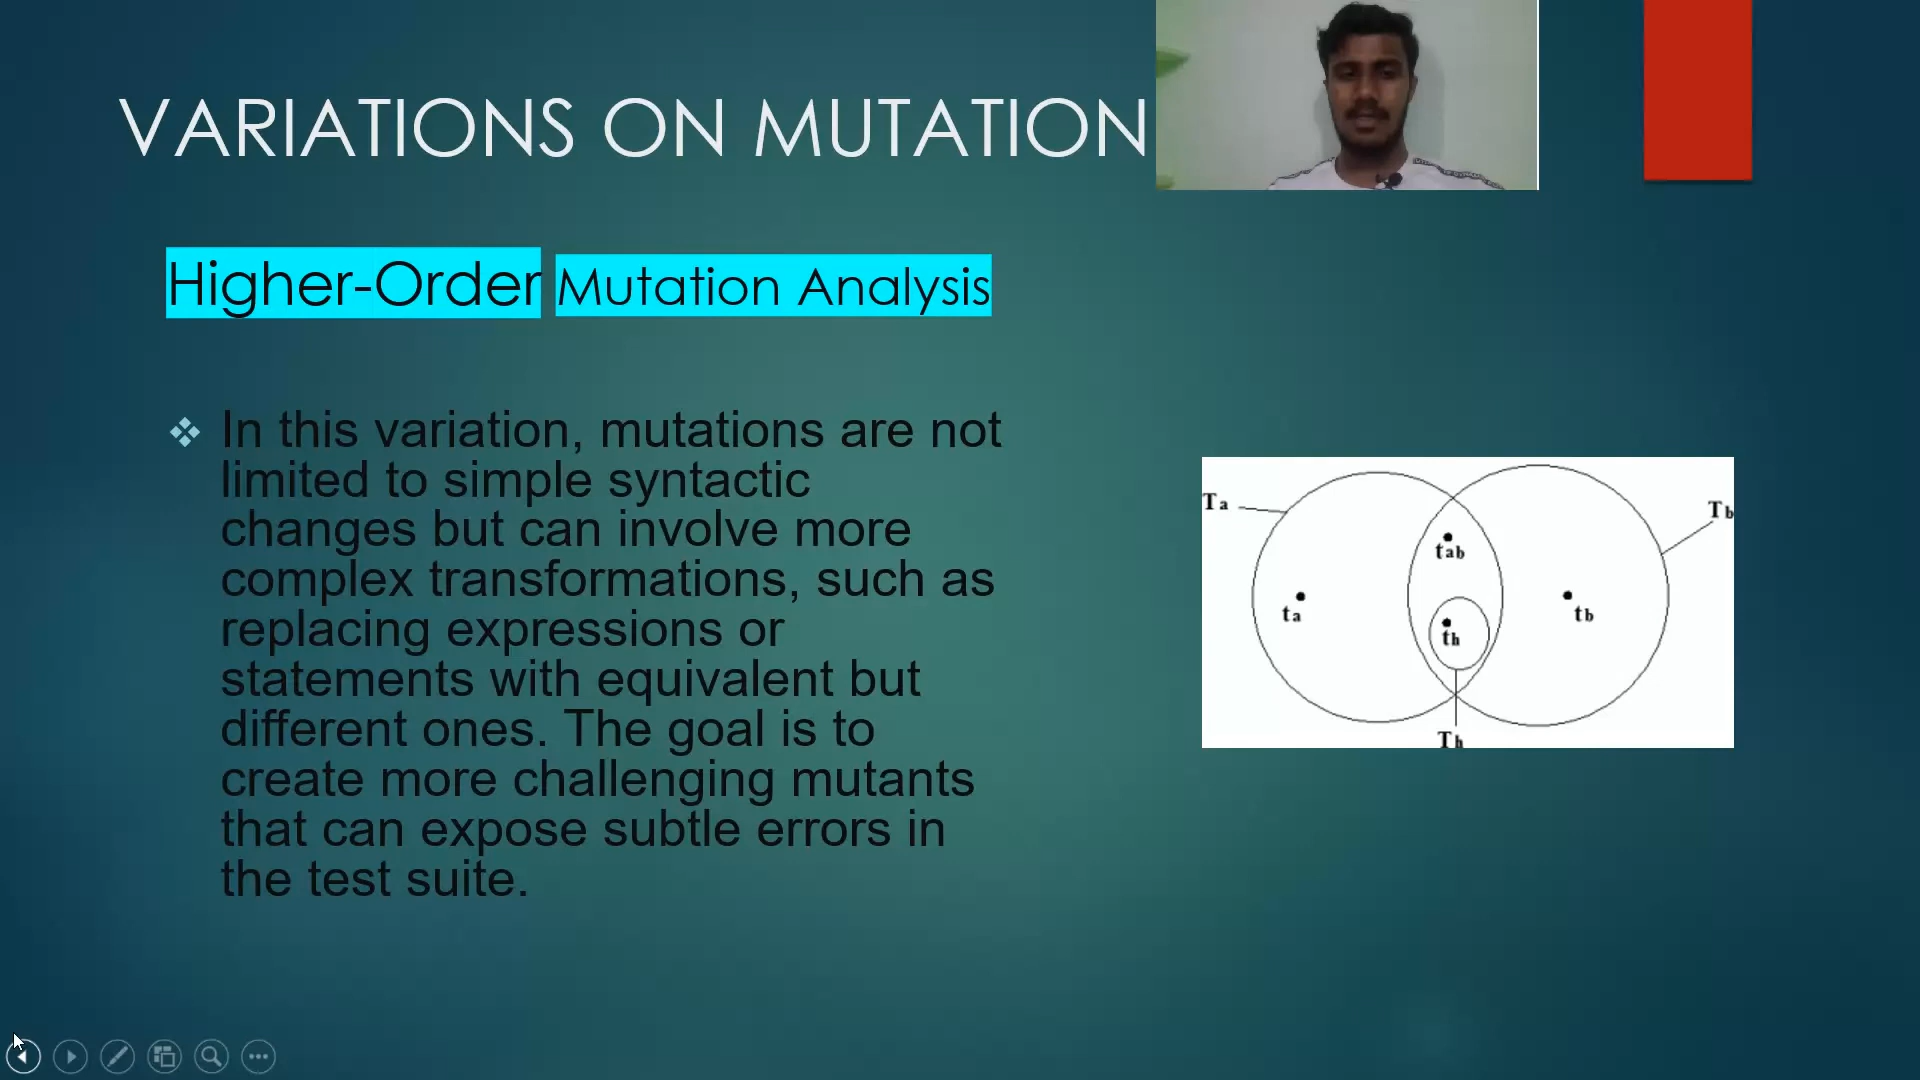 VARIATIONS ON MUTATION
Higher-Order Mutation Analysis
In this variation, mutations are not
limited to simple syntactic
changes but can involve more
complex transformations, such as
replacing expressions or
statements with equivalent but
different ones. The goal is to
create more challenging mutants
that can expose subtle errors in
the test suite.
Ta
Tb
tab
ta
tb
th
Th